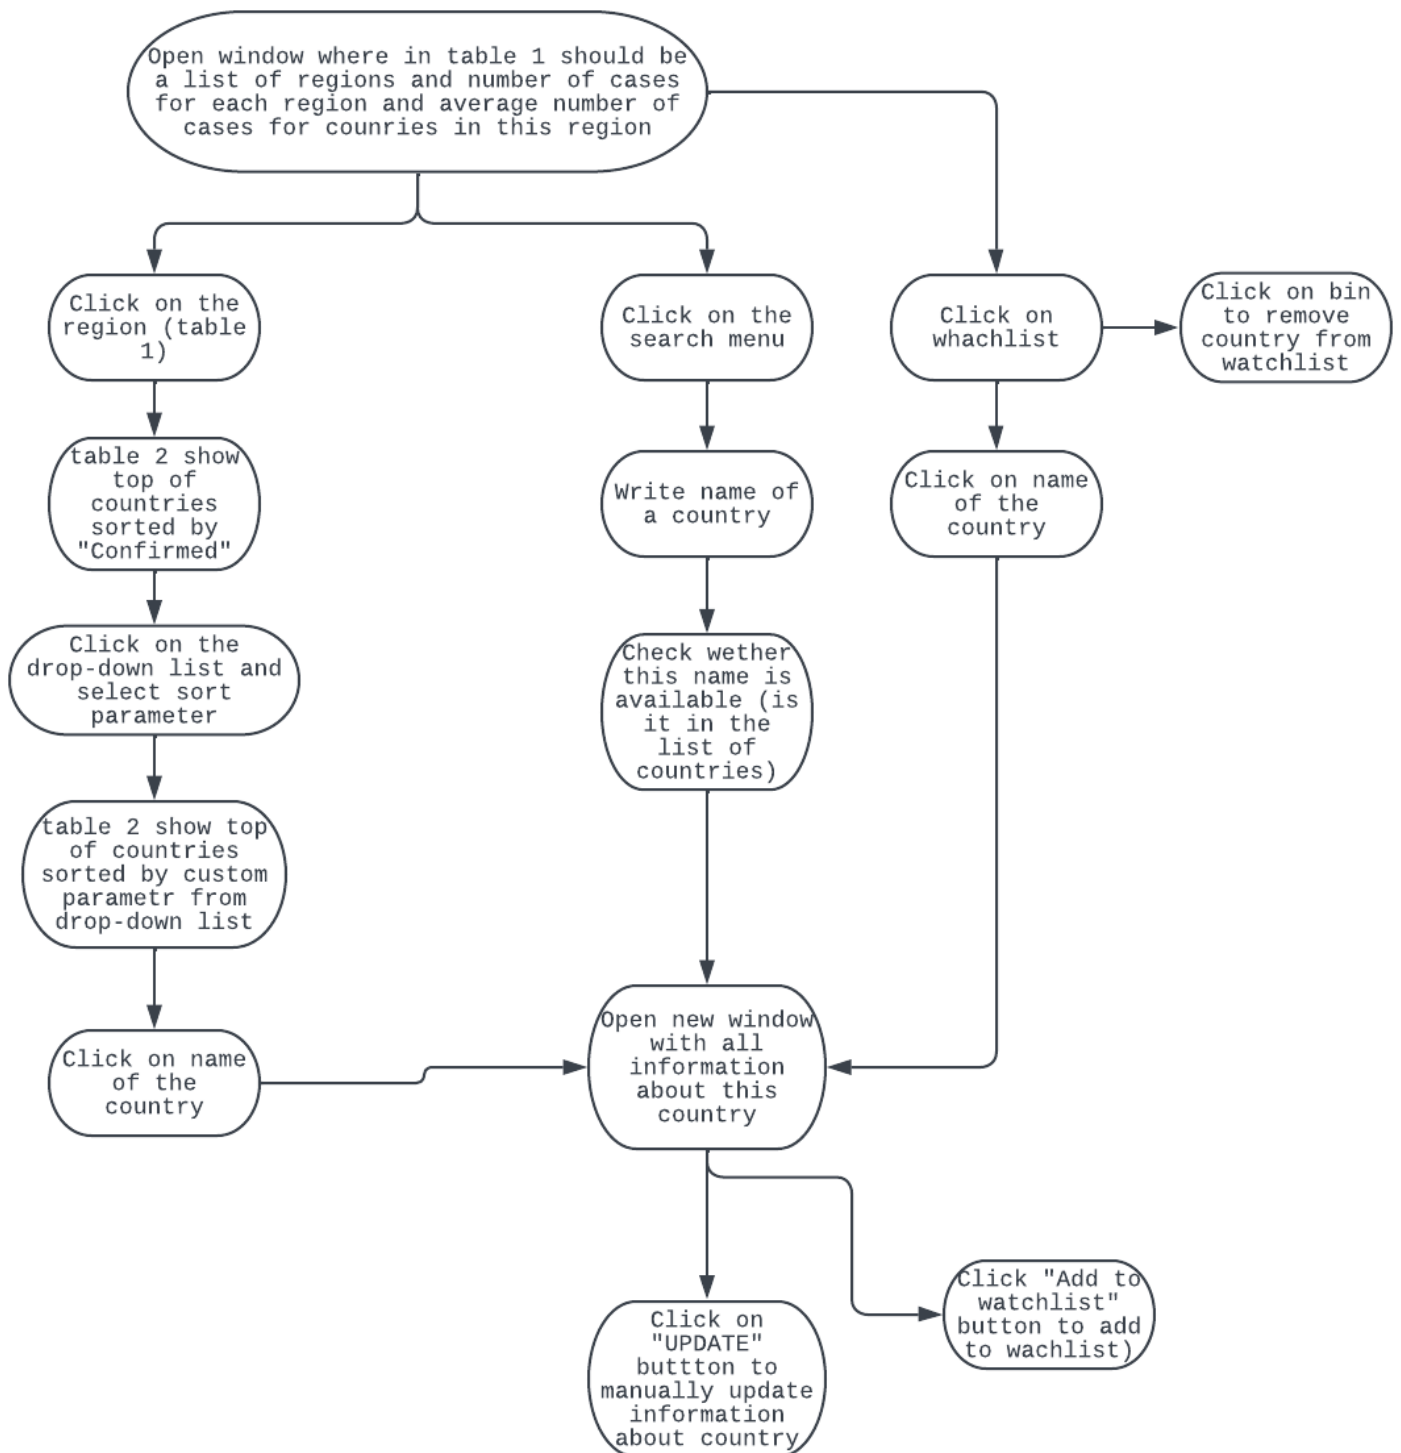 Open window where in table 1 should be
a list of regions and number of cases
for each region and average number of
cases for counries in this region
Click on the
region (table
1)
Click on the
search menu
Click on
whachlist
Click on bin
to remove
country from
watchlist
table 2 show
top of
countries
sorted by
"Confirmed"
Write name of
a country
Click on name
of the
country
Click on the
drop-down list and
select sort
parameter
Check wether
this name is
available (is
it in the
list of
countries)
table 2 show top
of countries
sorted by custom
parametr from
drop-down list
Click on name
of the
country
Open new window
with all
information
about this
country
Click "Add to
watchlist"
button to add
to wachlist)
Click on
"UPDATE"
buttton to
manually update
information
about country